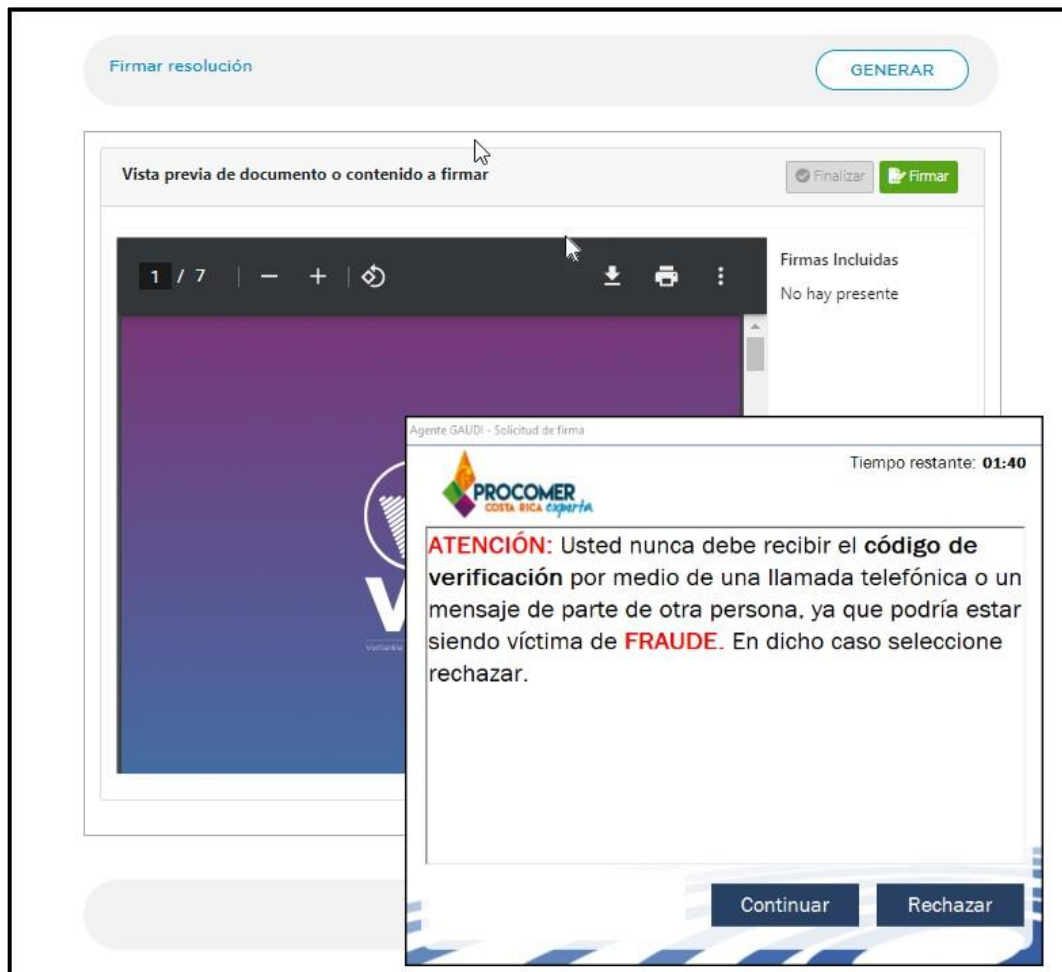 Firmar resolución
GENERAR
Vista previa de documento o contenido a firmar
Finalizar
Firmar
1 / 7
Firmas Incluidas
No hay presente
V
Agente GAUDI - Solicitud de firma
Tiempo restante: 01:40
PROCOMER
COSTA RICA exporta
ATENCIÓN: Usted nunca debe recibir el código de
verificación por medio de una llamada telefónica o un
mensaje de parte de otra persona, ya que podría estar
siendo víctima de FRAUDE. En dicho caso seleccione
rechazar.
Continuar
Rechazar